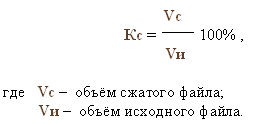 Vс
Кс = ——— 100% ,
Vи
где Vс – объём сжатого файла;
Vи – объём исходного файла.